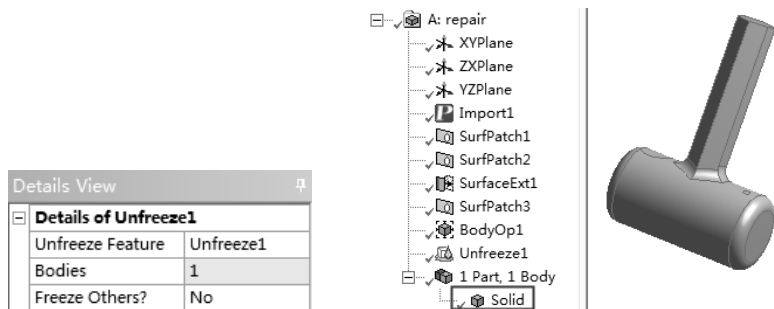 Details View
Details of Unfreeze1
Unfreeze Feature Unfreeze1
Bodies 1
Freeze Others? No
A: repair
XYPlane
ZXPlane
YZPlane
Import1
SurfPatch1
SurfPatch2
SurfaceExt1
SurfPatch3
BodyOp1
Unfreeze1
1 Part, 1 Body
Solid